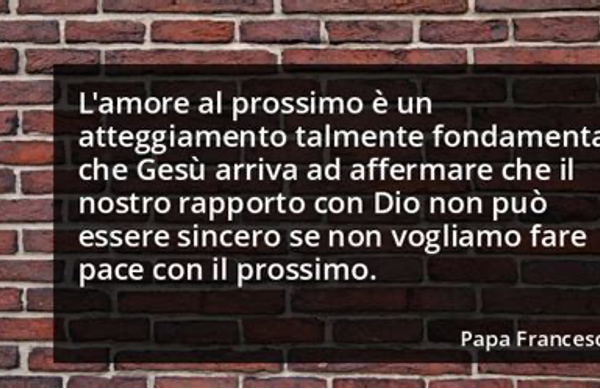 L'amore al prossimo è un
atteggiamento talmente fondamenta
che Gesù arriva ad affermare che il
nostro rapporto con Dio non può
essere sincero se non vogliamo fare
pace con il prossimo.
Papa Francesc